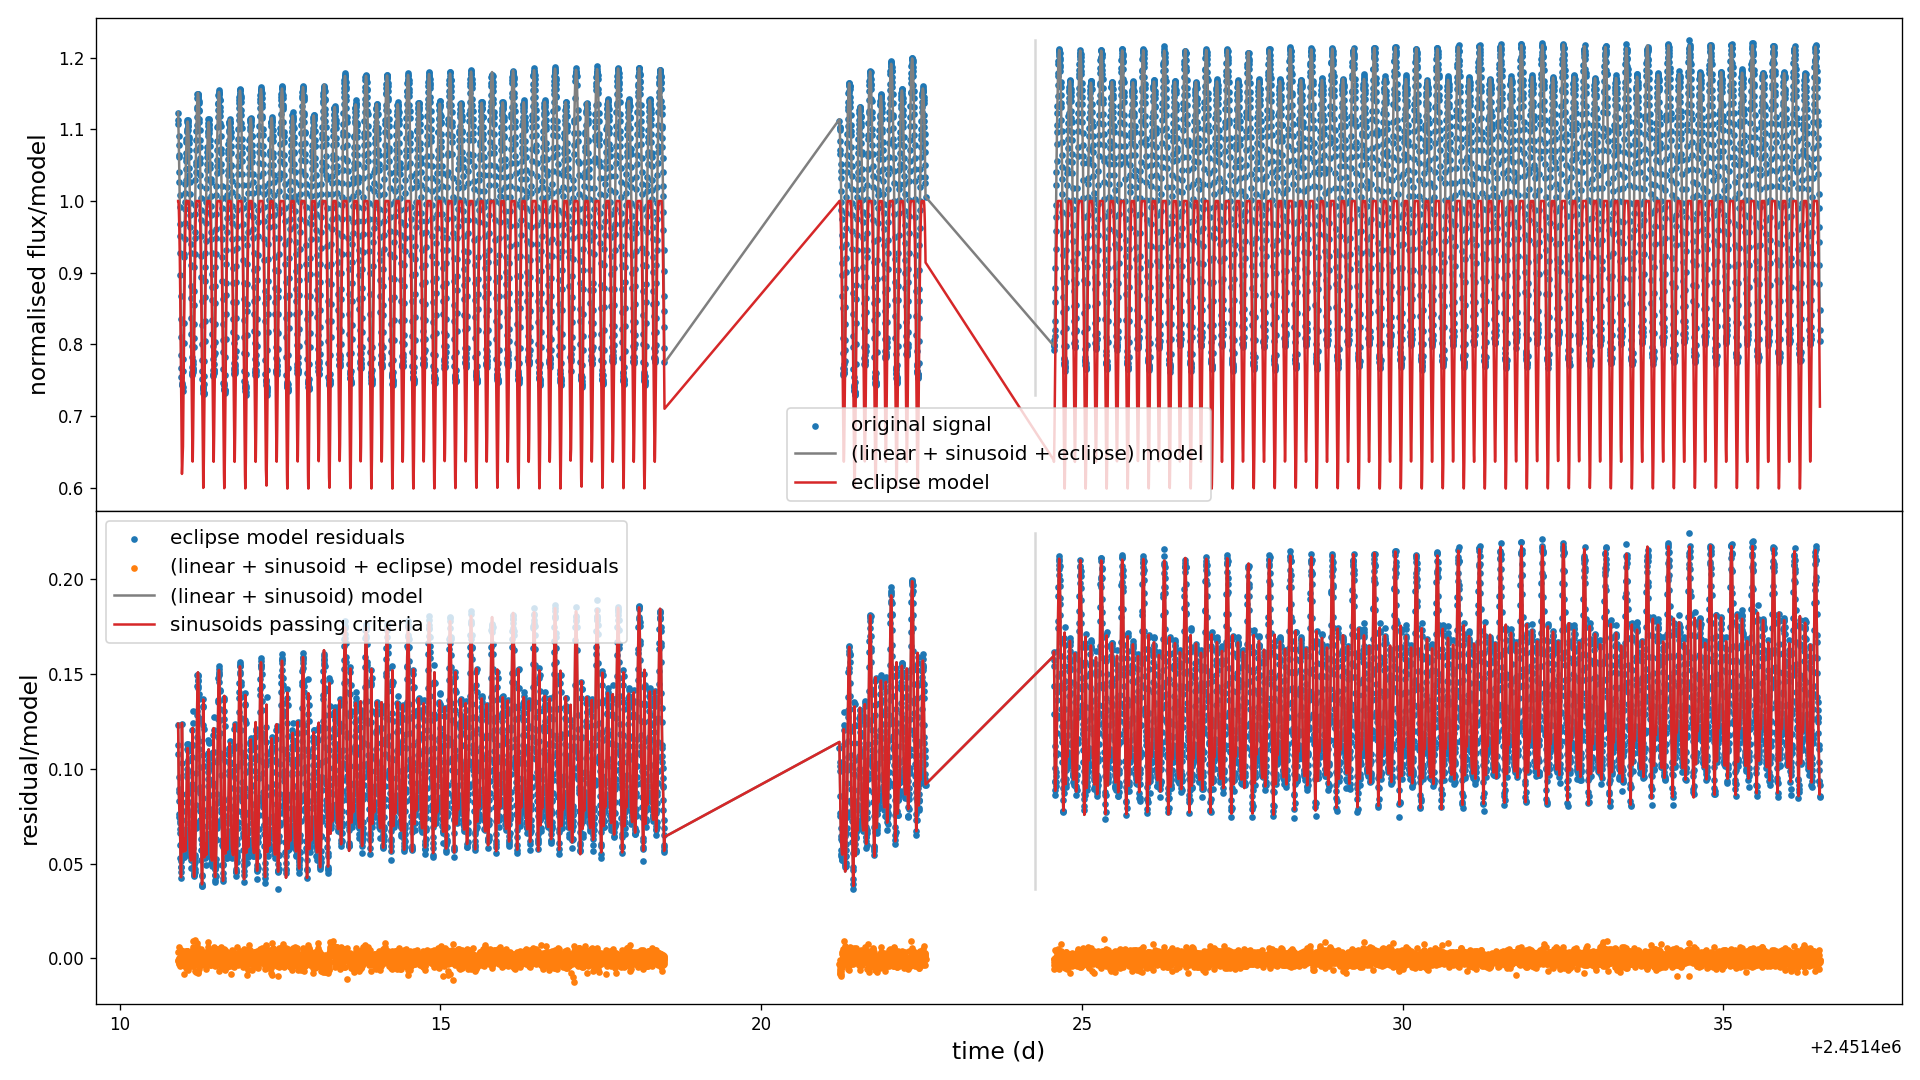 1.2
1.1
1.0
0.9
0.8
0.7
0.6
normalised flux/model
original signal
(linear + sinusoid + eclipse) model
eclipse model
eclipse model residuals
(linear + sinusoid + eclipse) model residuals
(linear + sinusoid) model
sinusoids passing criteria
0.20
0.15
0.10
0.05
0.00
residual/model
10
15
20
25
30
35
time (d)
+2.4514e6